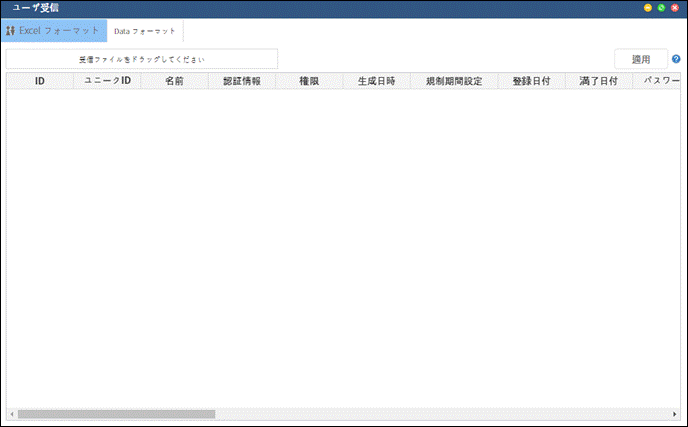 ユーザ受信
Excel フォーマット Data フォーマット
受信ファイルをドラッグしてください 適用
ID ユニークID 名前 認証情報 権限 生成日時 規制期間設定 登録日付 満了日付 パスワー